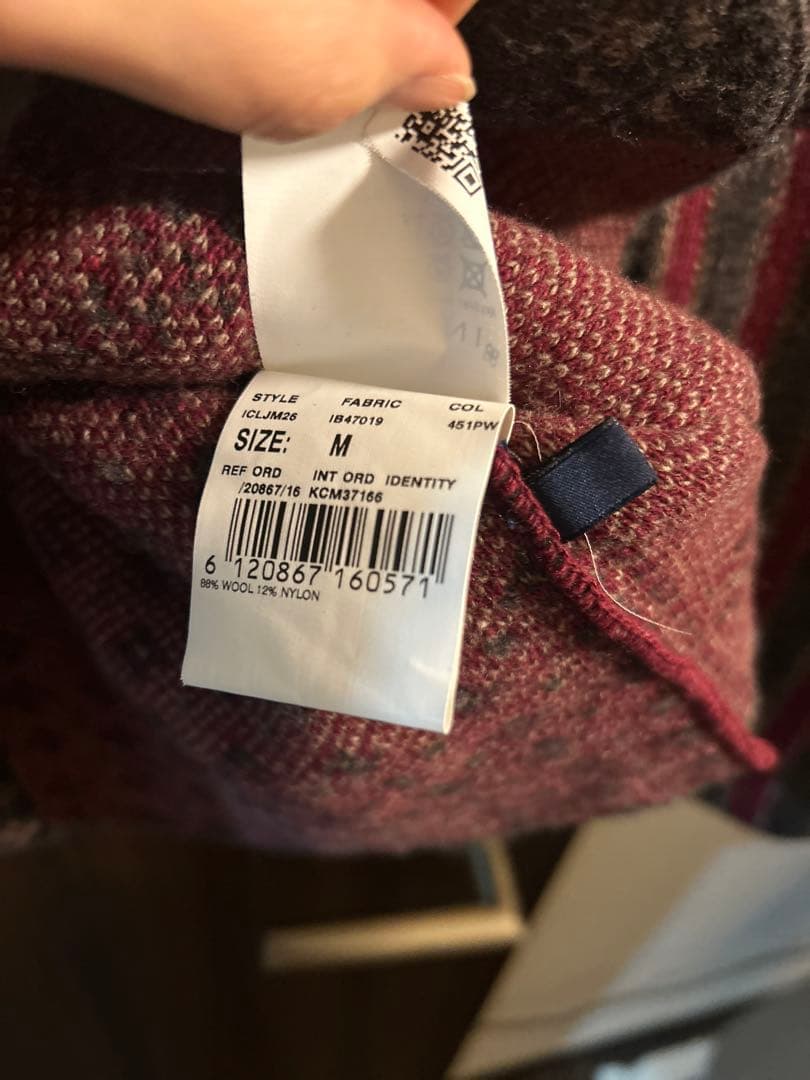 STYLE FABRIC COL
ICLJM26 IB47019 451PW
SIZE: M
REF ORD INT ORD IDENTITY
/20867/16 KCM37166
6 120867 160571
88% WOOL 12% NYLON